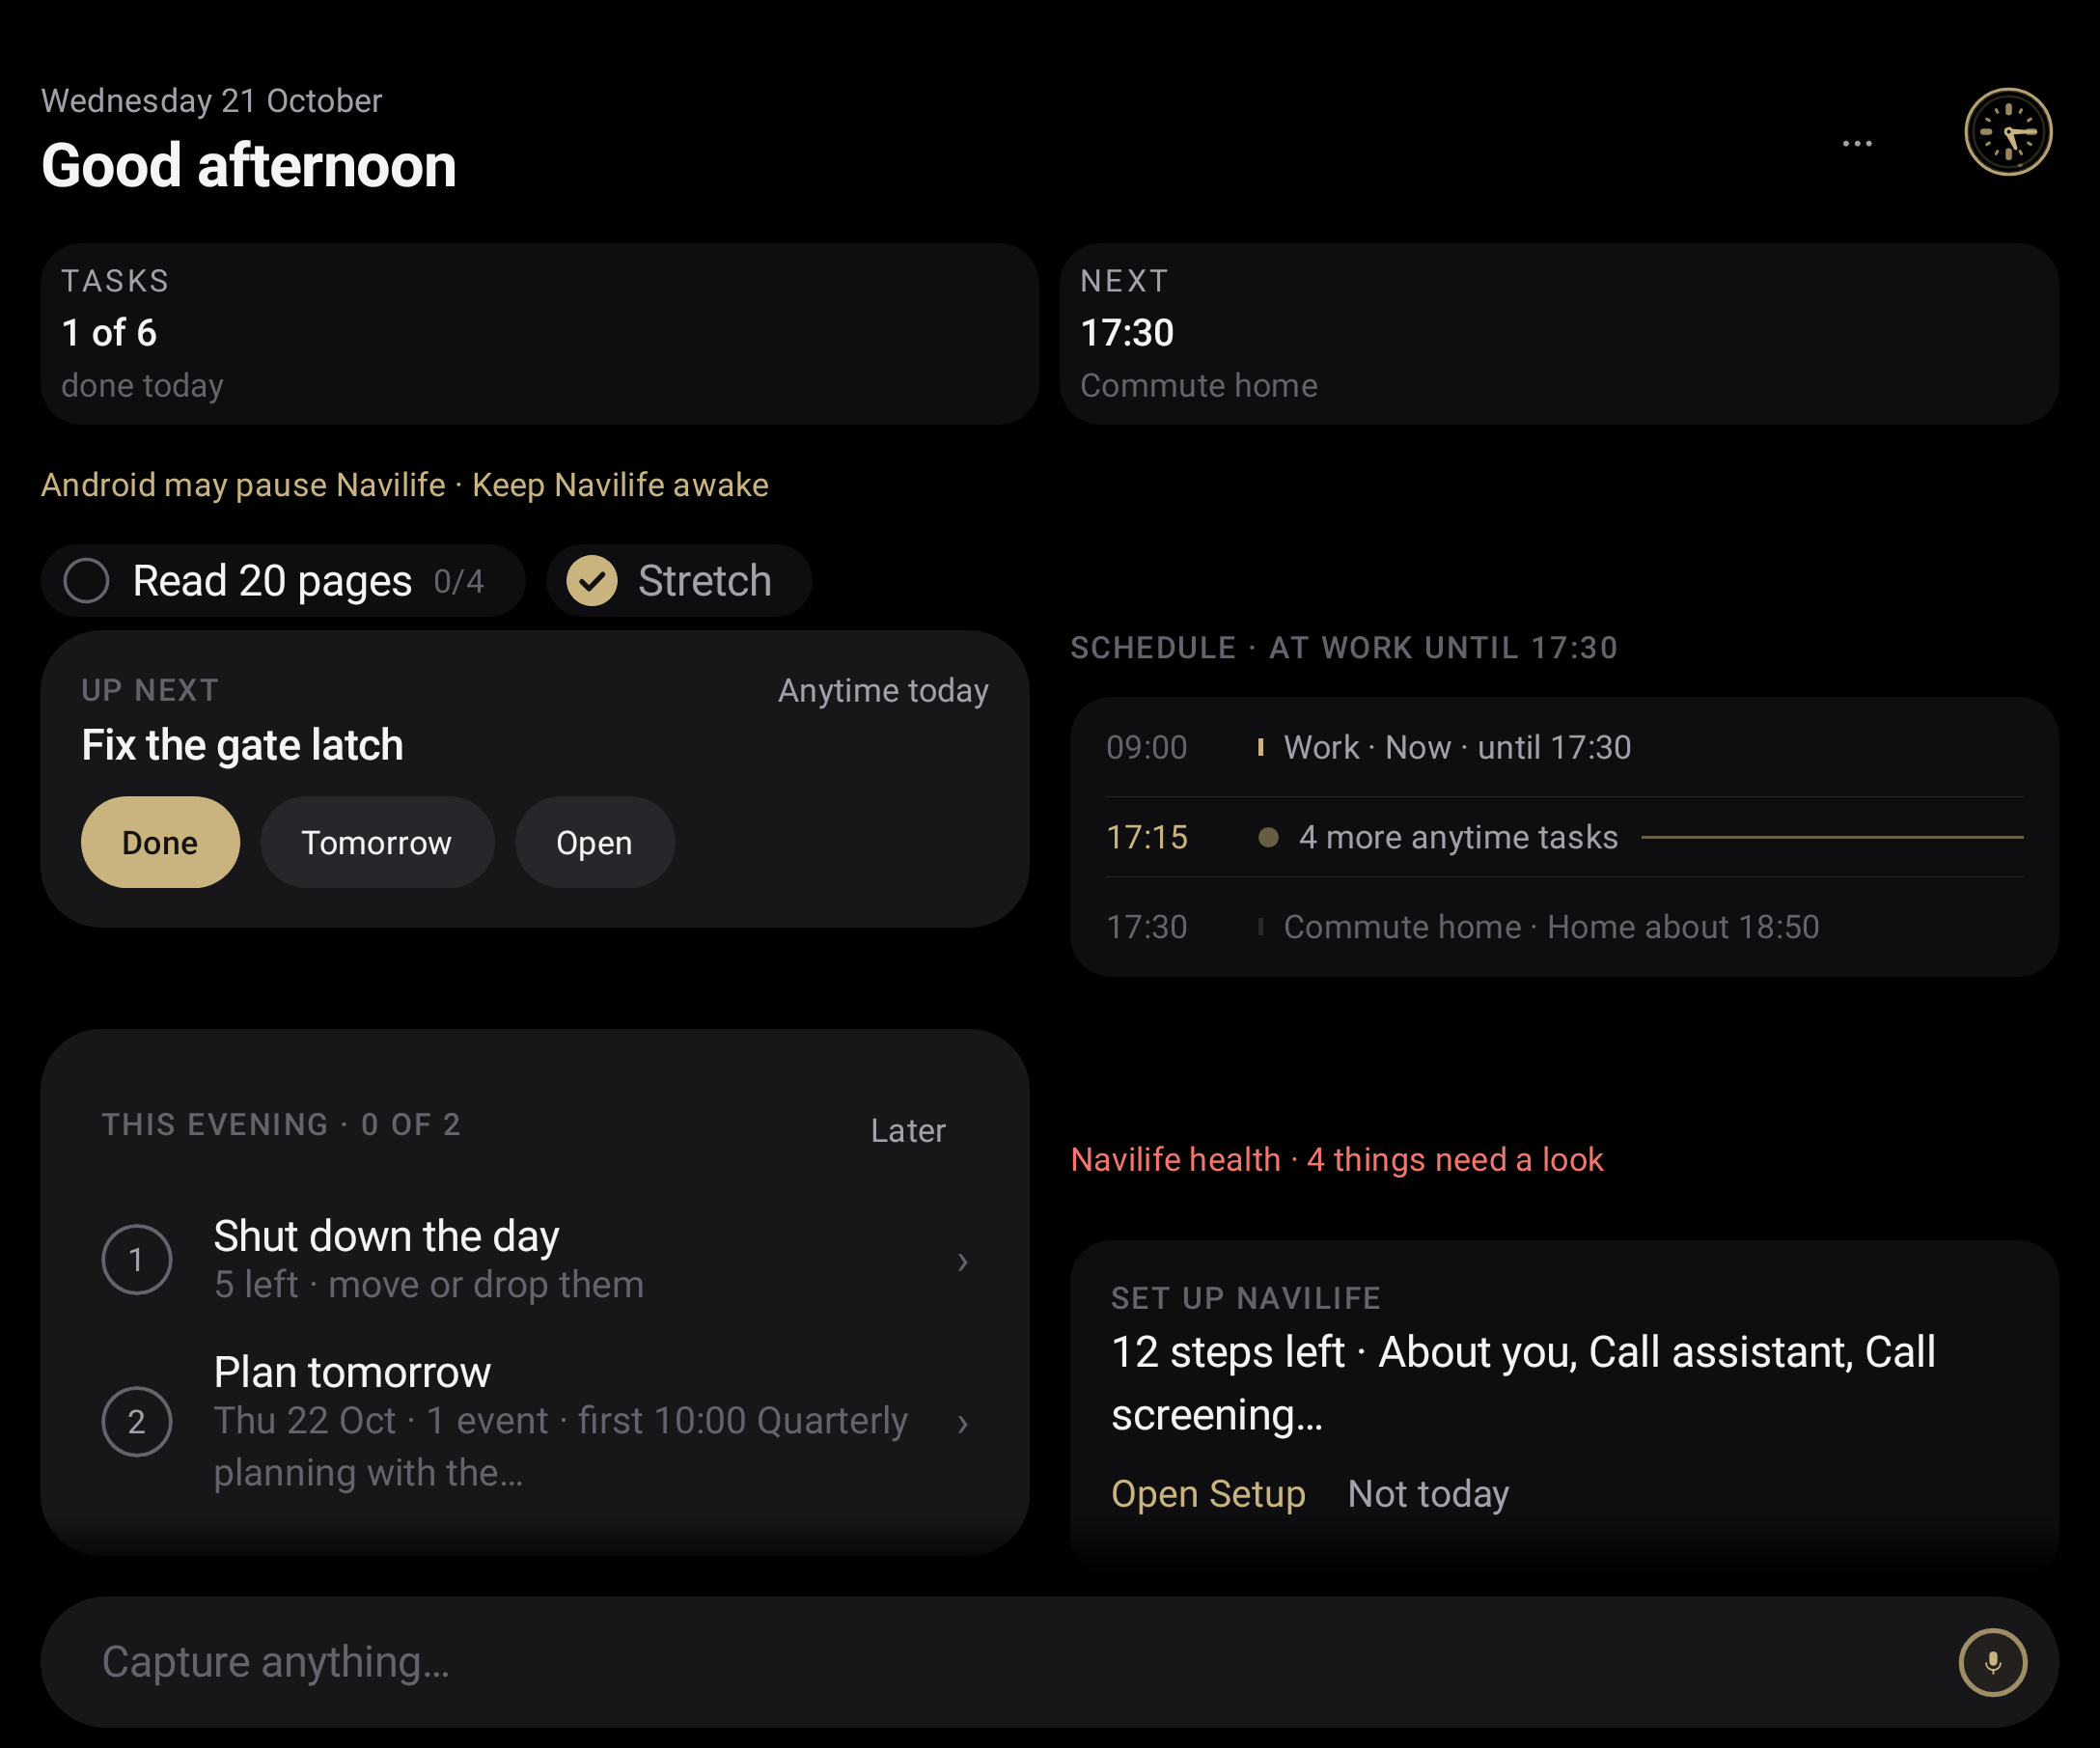 Wednesday 21 October
Good afternoon
...
TASKS
1 of 6
done today
NEXT
17:30
Commute home
Android may pause Navilife · Keep Navilife awake
Read 20 pages 0/4
Stretch
UP NEXT
Anytime today
Fix the gate latch
Done
Tomorrow
Open
SCHEDULE · AT WORK UNTIL 17:30
09:00 Work · Now · until 17:30
17:15 4 more anytime tasks
17:30 Commute home · Home about 18:50
THIS EVENING · 0 OF 2
Later
1
Shut down the day
5 left · move or drop them
›
2
Plan tomorrow
Thu 22 Oct · 1 event · first 10:00 Quarterly
planning with the…
›
Navilife health · 4 things need a look
SET UP NAVILIFE
12 steps left · About you, Call assistant, Call
screening…
Open Setup
Not today
Capture anything…